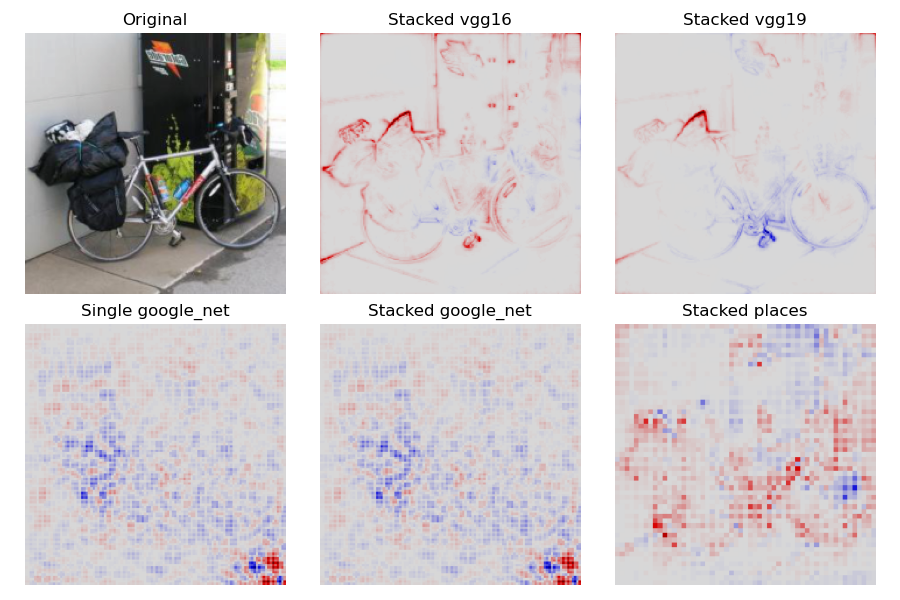 Original
Stacked vgg16
Stacked vgg19
Single google_net
Stacked google_net
Stacked places